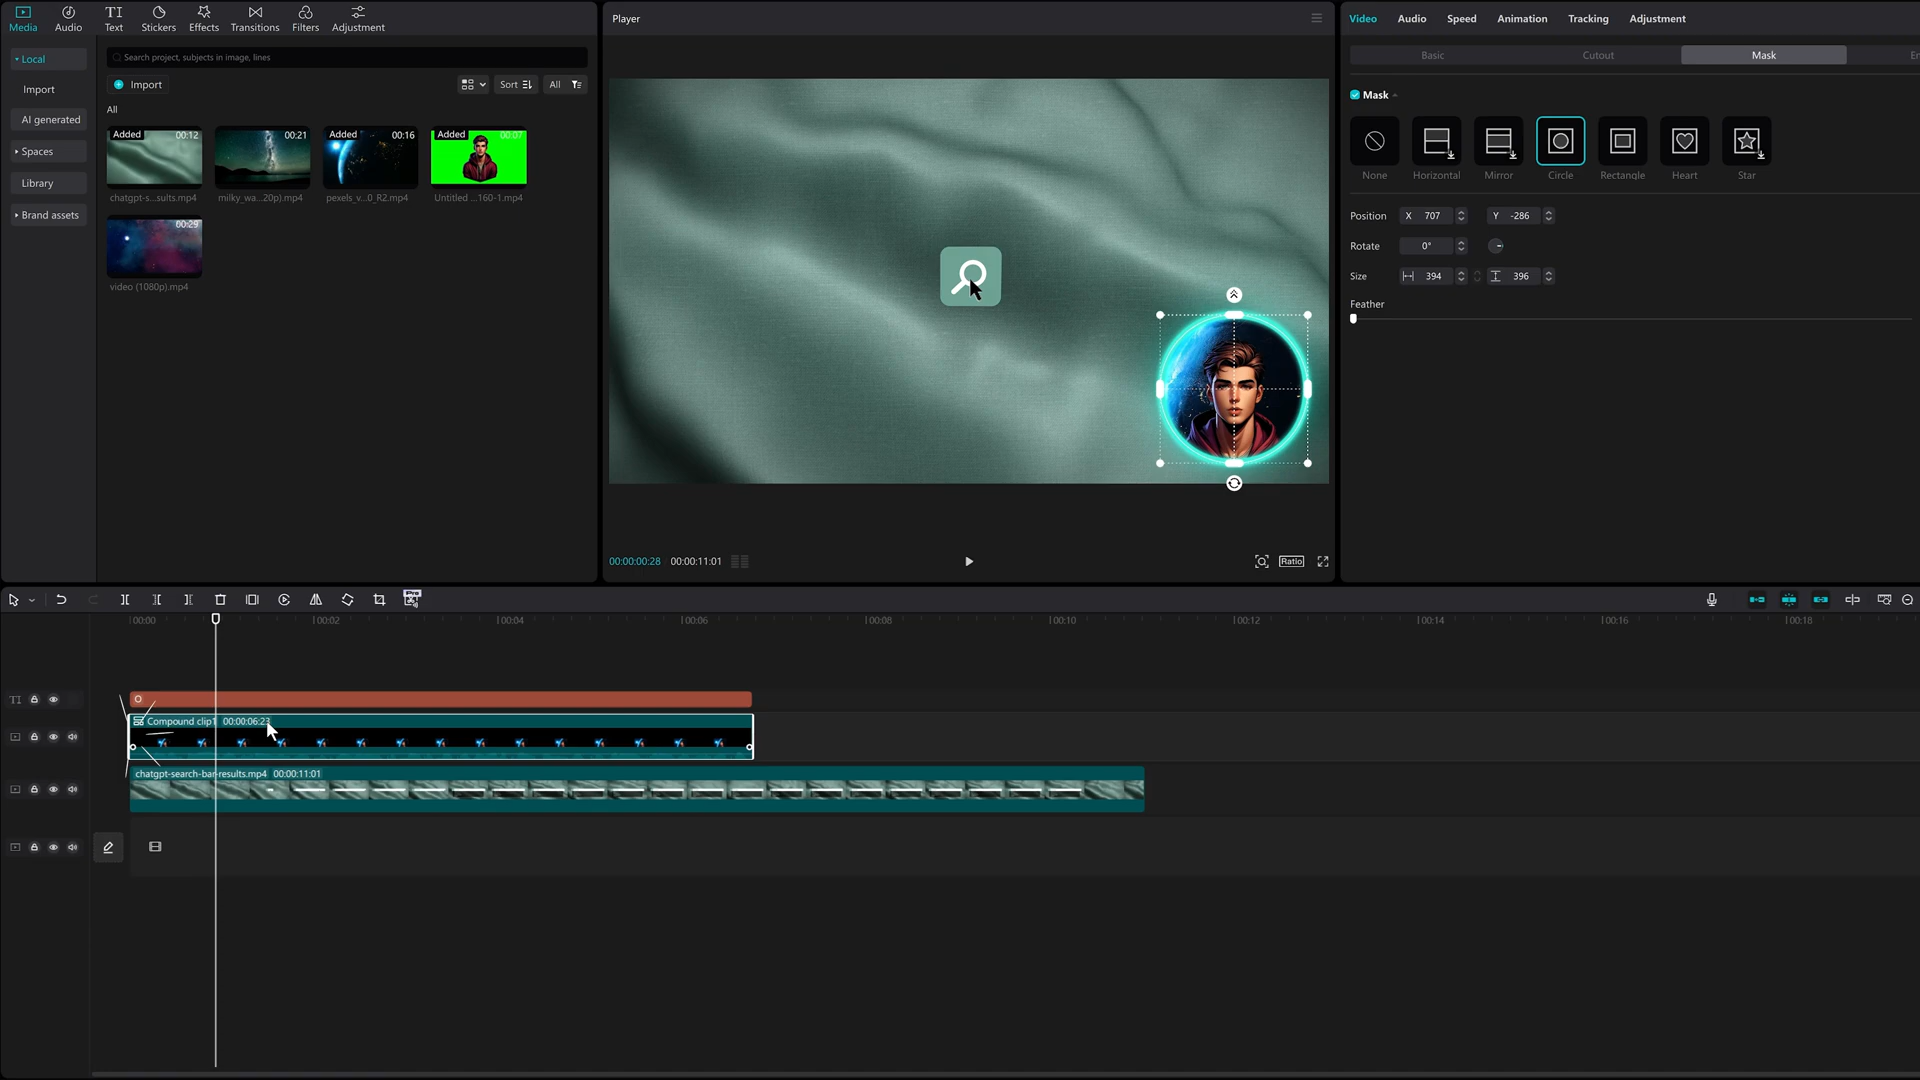 Media Audio Text Stickers Effects Transitions Filters Adjustment
Local
Import
AI generated
Spaces
Library
Brand assets
Search project, subjects in image, lines
Import
Sort
All
All
Added 00:12
00:21
Added 00:16
Added 00:07
chatgpt-s...sults.mp4
milky_wa...20p).mp4
pexels_v...0_R2.mp4
Untitled ...160-1.mp4
00:29
video (1080p).mp4
Player
00:00:00:28 00:00:11:01
Ratio
Video Audio Speed Animation Tracking Adjustment
Basic Cutout Mask En
Mask
None Horizontal Mirror Circle Rectangle Heart Star
Position X 707 Y -286
Rotate 0°
Size 394 396
Feather
Pro
00:00 00:02 00:04 00:06 00:08 00:10 00:12 00:14 00:16 00:18
TI O
Compound clip1 00:00:06:23
chatgpt-search-bar-results.mp4 00:00:11:01